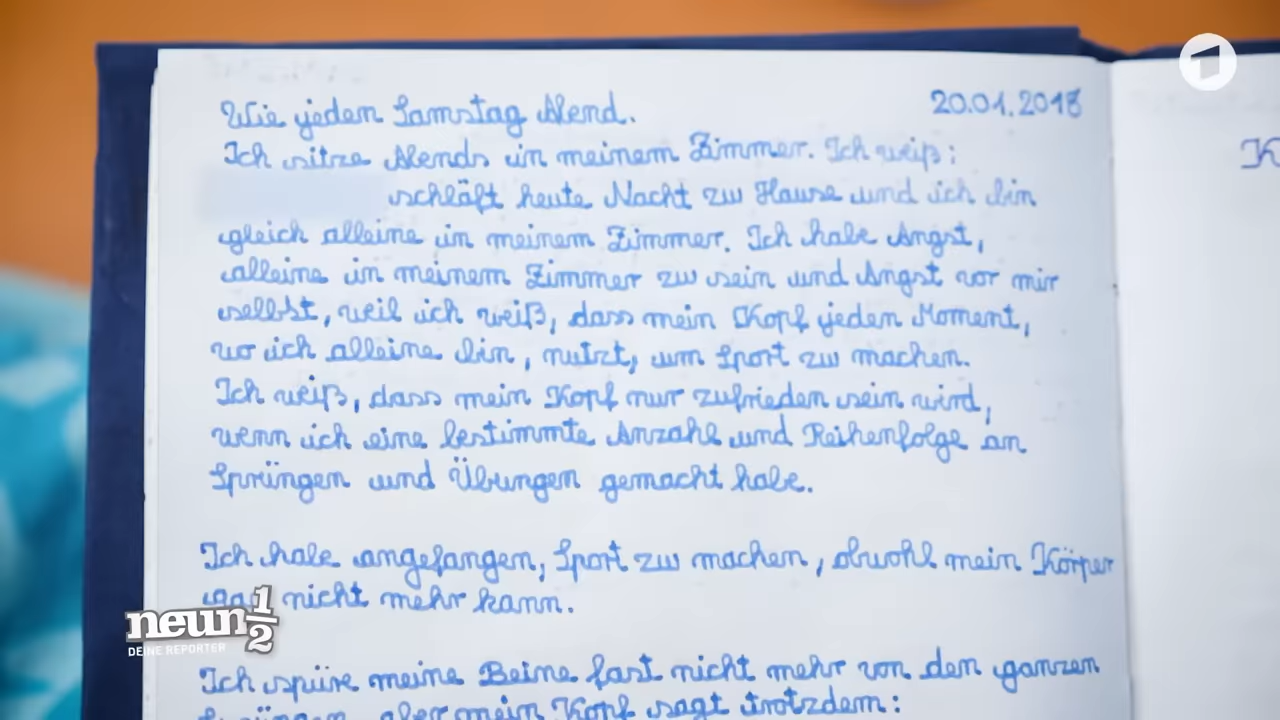 Wie jeden Samstag Abend. 20.01.2018
Ich sitze Abends in meinem Zimmer. Ich weiß:
schläft heute Nacht zu Hause und ich bin
gleich alleine in meinem Zimmer. Ich habe Angst,
alleine in meinem Zimmer zu sein und Angst vor mir
selbst, weil ich weiß, dass mein Kopf jeden Moment,
wo ich alleine bin, nutzt, um Sport zu machen.
Ich weiß, dass mein Kopf nur zufrieden sein wird,
wenn ich eine bestimmte Anzahl und Reihenfolge an
Sprüngen und Übungen gemacht habe.
Ich habe angefangen, Sport zu machen, obwohl mein Körper
gar nicht mehr kann.
Ich spüre meine Beine fast nicht mehr von den ganzen
Sprüngen, aber mein Kopf sagt trotzdem:
K
neun 1/2
DEINE REPORTER